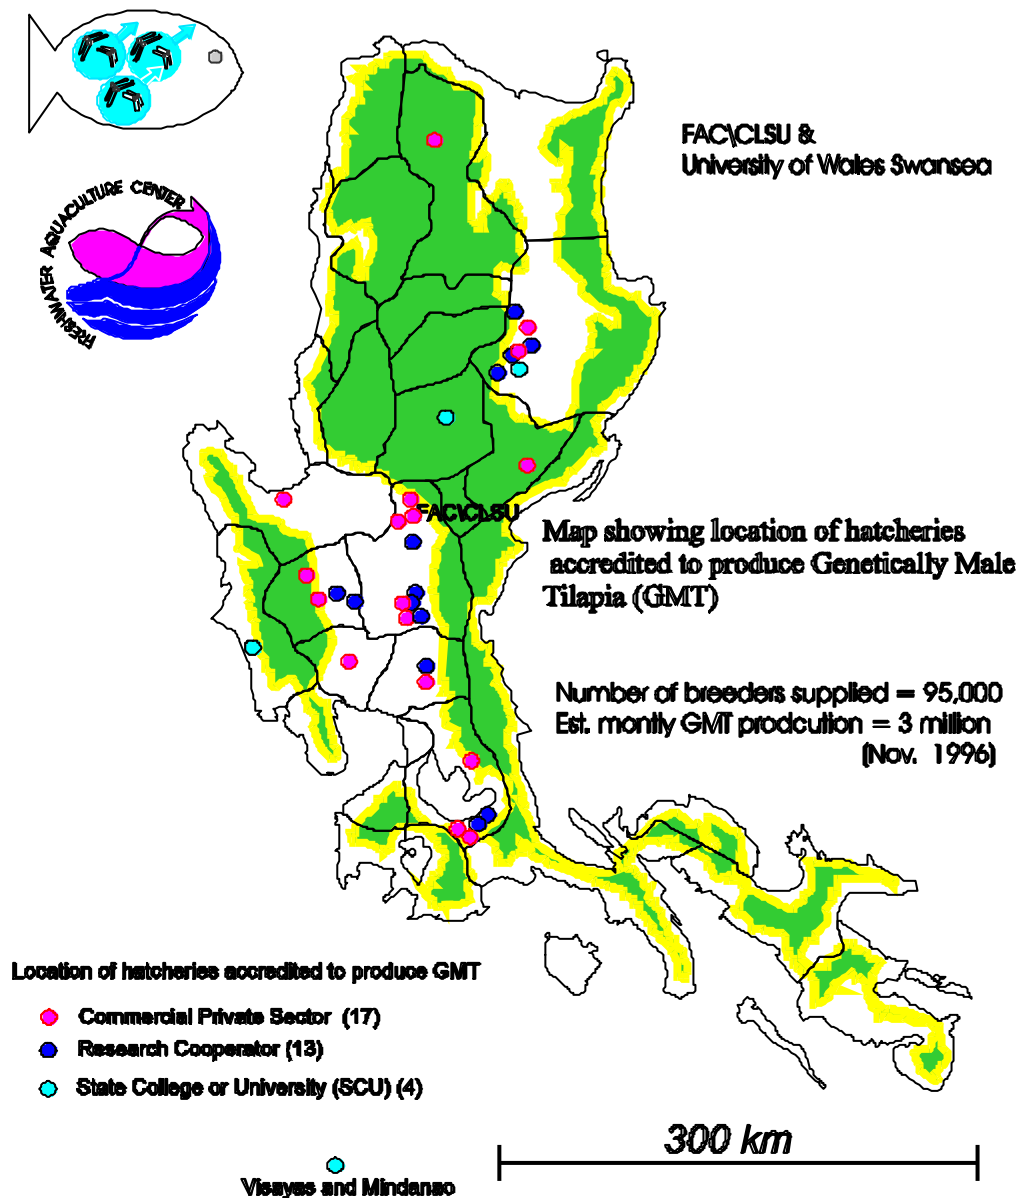 FAC\CLSU &
University of Wales Swansea
FRESHWATER AQUACULTURE CENTER
FAC\CLSU
Map showing location of hatcheries
accredited to produce Genetically Male
Tilapia (GMT)
Number of breeders supplied = 95,000
Est. montly GMT prodcution = 3 million
(Nov. 1996)
Location of hatcheries accredited to produce GMT
Commercial Private Sector (17)
Research Cooperator (13)
State College or University (SCU) (4)
300 km
Visayas and Mindanao